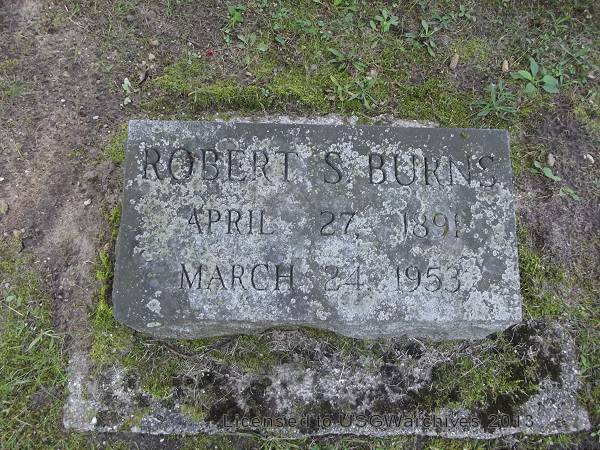 ROBERT S. BURNS
APRIL 27, 1891
MARCH 24, 1953
Licensed to USGWarchives 2013